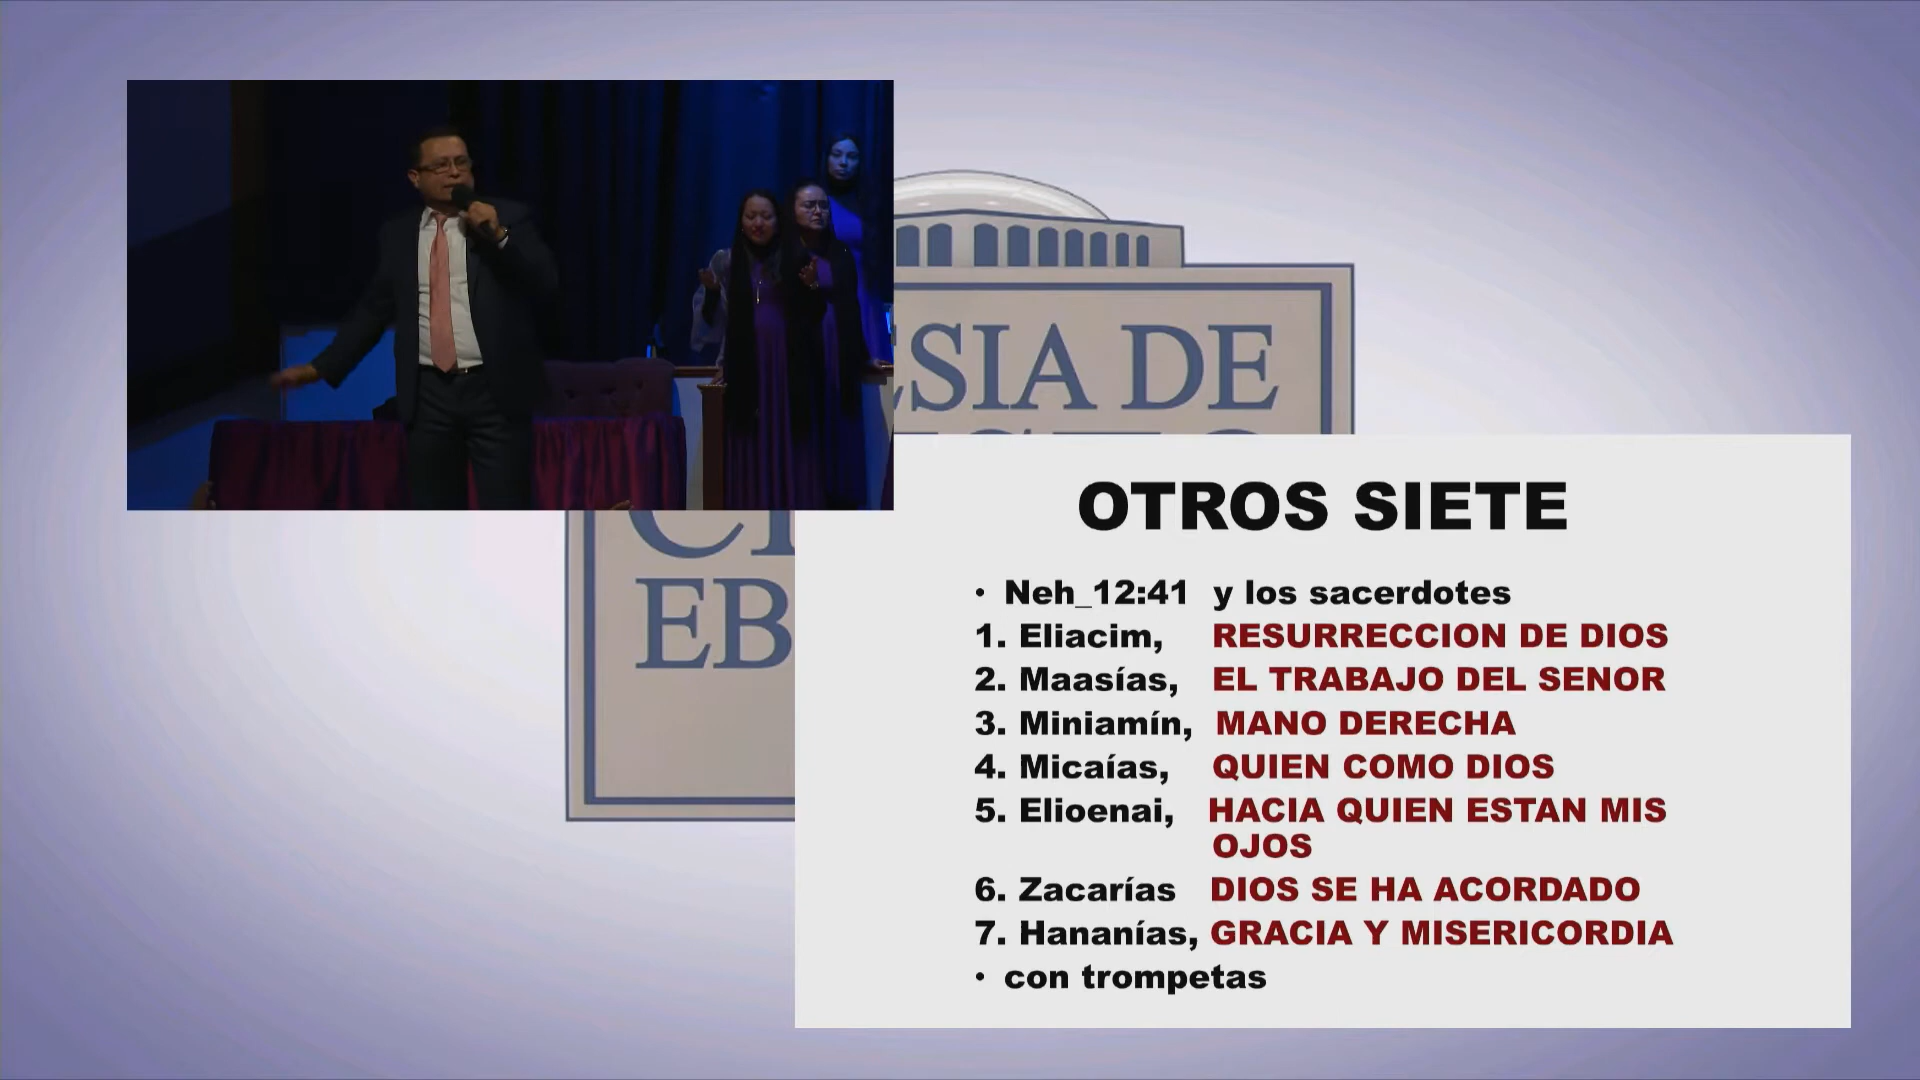 ESIA DE
EB
OTROS SIETE
• Neh_12:41 y los sacerdotes
1. Eliacim, RESURRECCION DE DIOS
2. Maasías, EL TRABAJO DEL SENOR
3. Miniamín, MANO DERECHA
4. Micaías, QUIEN COMO DIOS
5. Elioenai, HACIA QUIEN ESTAN MIS
OJOS
6. Zacarías DIOS SE HA ACORDADO
7. Hananías, GRACIA Y MISERICORDIA
• con trompetas